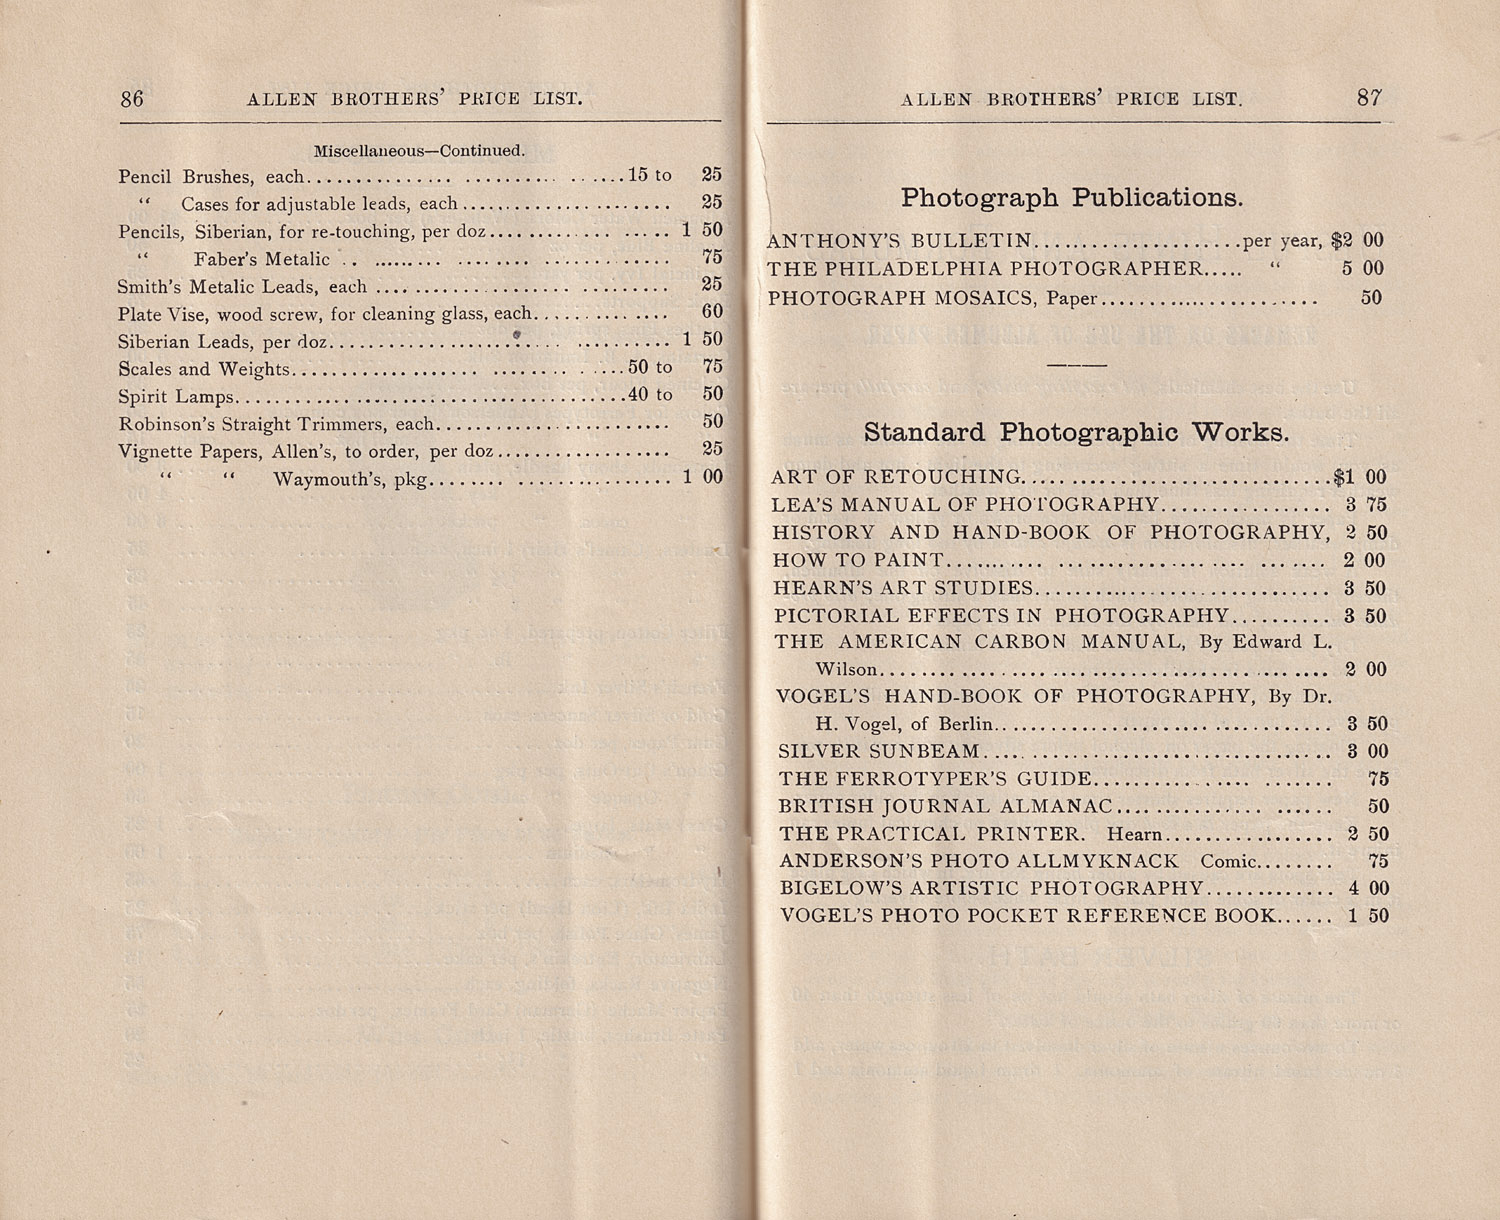 86 ALLEN BROTHERS' PRICE LIST.
Miscellaneous—Continued.
Pencil Brushes, each............... .......... . .....15 to 25
“ Cases for adjustable leads, each..................... 25
Pencils, Siberian, for re-touching, per doz............. ..... 1 50
“ Faber's Metalic .. .......... ........ ............. 75
Smith's Metalic Leads, each .............................. 25
Plate Vise, wood screw, for cleaning glass, each............. 60
Siberian Leads, per doz....................... .......... 1 50
Scales and Weights.................... ..............50 to 75
Spirit Lamps.......................................40 to 50
Robinson's Straight Trimmers, each........................ 50
Vignette Papers, Allen's, to order, per doz.................. 25
“ “ Waymouth's, pkg........ ................ 1 00
ALLEN BROTHERS' PRICE LIST. 87
Photograph Publications.
ANTHONY'S BULLETIN.....................per year, $2 00
THE PHILADELPHIA PHOTOGRAPHER..... “ 5 00
PHOTOGRAPH MOSAICS, Paper...................... 50
Standard Photographic Works.
ART OF RETOUCHING..... ..........................$1 00
LEA'S MANUAL OF PHOTOGRAPHY................. 3 75
HISTORY AND HAND-BOOK OF PHOTOGRAPHY, 2 50
HOW TO PAINT.......... ................. ....... 2 00
HEARN'S ART STUDIES............................. 3 50
PICTORIAL EFFECTS IN PHOTOGRAPHY.......... 3 50
THE AMERICAN CARBON MANUAL, By Edward L.
Wilson............................................. 2 00
VOGEL'S HAND-BOOK OF PHOTOGRAPHY, By Dr.
H. Vogel, of Berlin................................. 3 50
SILVER SUNBEAM................................... 3 00
THE FERROTYPER'S GUIDE............... ....... 75
BRITISH JOURNAL ALMANAC.............. ...... 50
THE PRACTICAL PRINTER. Hearn................. 2 50
ANDERSON'S PHOTO ALLMYKNACK Comic........ 75
BIGELOW'S ARTISTIC PHOTOGRAPHY............. 4 00
VOGEL'S PHOTO POCKET REFERENCE BOOK...... 1 50